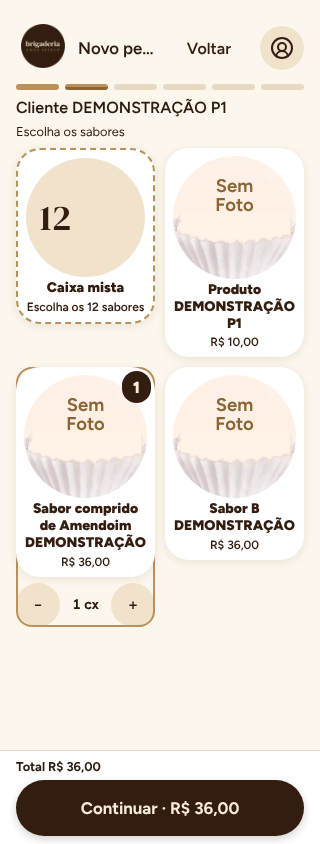 brigaderia
Novo pe...
Voltar
Cliente DEMONSTRAÇÃO P1
Escolha os sabores
12
Caixa mista
Escolha os 12 sabores
Sem
Foto
Produto
DEMONSTRAÇÃO
P1
R$ 10,00
1
Sem
Foto
Sabor comprido
de Amendoim
DEMONSTRAÇÃO
R$ 36,00
-
1 cx
+
Sem
Foto
Sabor B
DEMONSTRAÇÃO
R$ 36,00
Total R$ 36,00
Continuar · R$ 36,00